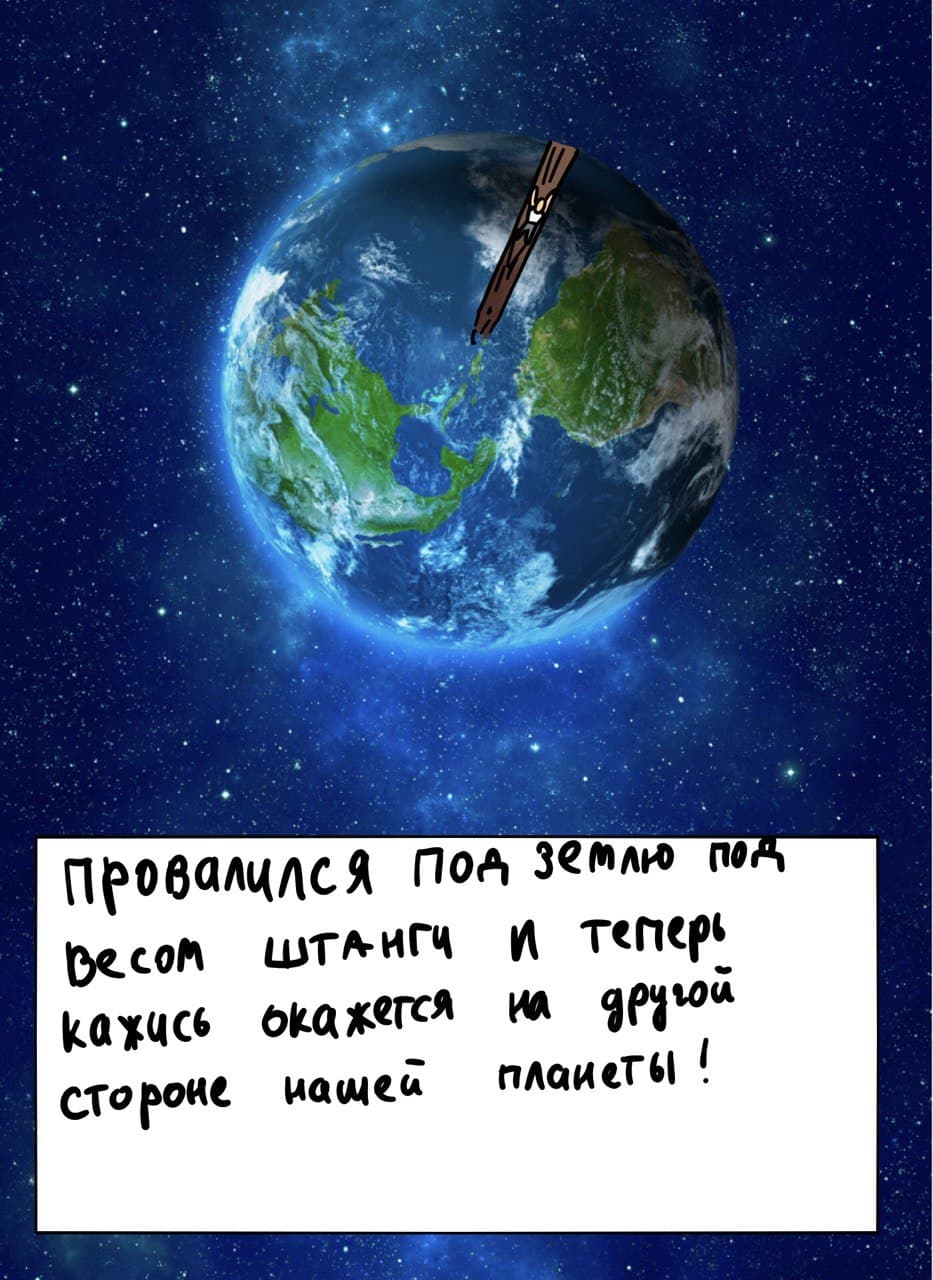 Провалился под землю под
весом штанги и теперь
кажись окажется на другой
стороне нашей планеты!